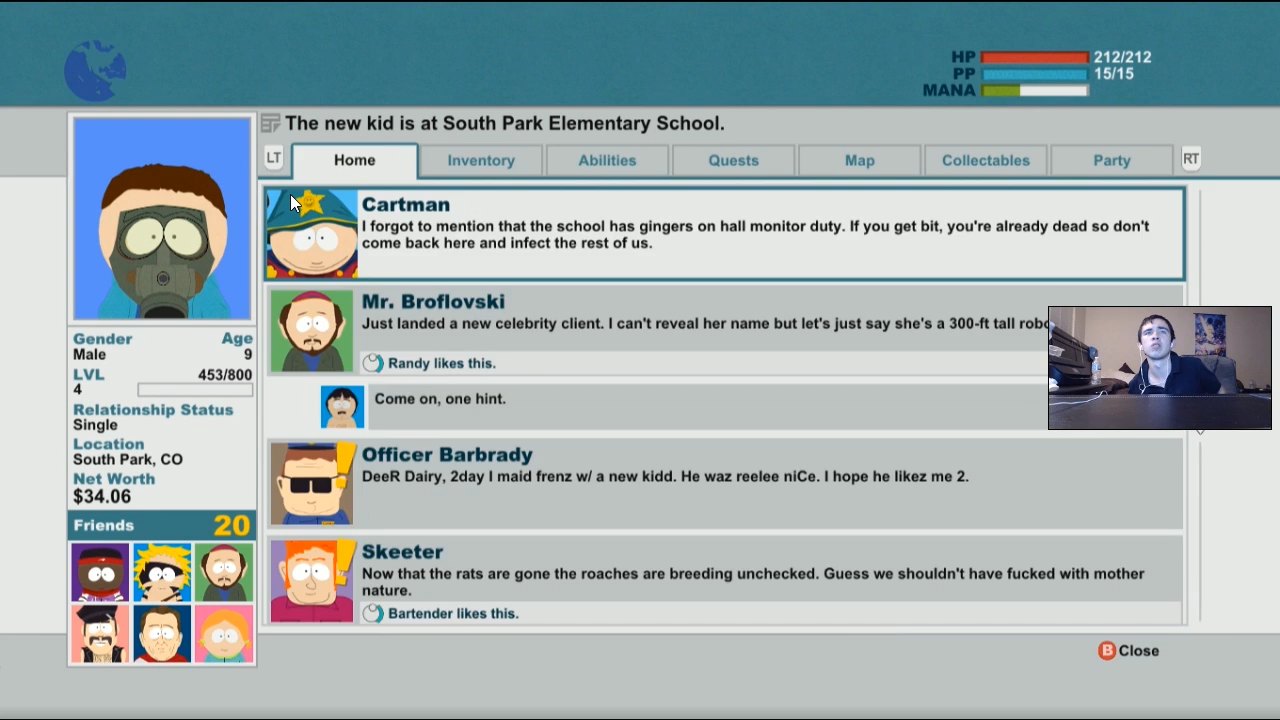 HP 212/212
PP 15/15
MANA
The new kid is at South Park Elementary School.
LT Home Inventory Abilities Quests Map Collectables Party RT
Gender Age
Male 9
LVL 453/800
4
Relationship Status
Single
Location
South Park, CO
Net Worth
$34.06
Friends 20
Cartman
I forgot to mention that the school has gingers on hall monitor duty. If you get bit, you're already dead so don't
come back here and infect the rest of us.
Mr. Broflovski
Just landed a new celebrity client. I can't reveal her name but let's just say she's a 300-ft tall robo
Randy likes this.
Come on, one hint.
Officer Barbrady
DeeR Dairy, 2day I maid frenz w/ a new kidd. He waz reelee niCe. I hope he likez me 2.
Skeeter
Now that the rats are gone the roaches are breeding unchecked. Guess we shouldn't have fucked with mother
nature.
Bartender likes this.
B Close